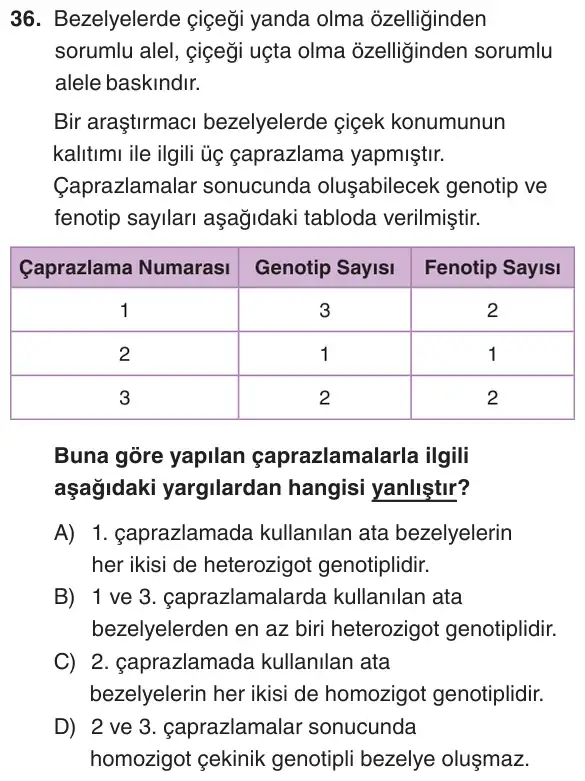 36. Bezelyelerde çiçeği yanda olma özelliğinden
sorumlu alel, çiçeği uçta olma özelliğinden sorumlu
alele baskındır.
Bir araştırmacı bezelyelerde çiçek konumunun
kalıtımı ile ilgili üç çaprazlama yapmıştır.
Çaprazlamalar sonucunda oluşabilecek genotip ve
fenotip sayıları aşağıdaki tabloda verilmiştir.
Çaprazlama Numarası Genotip Sayısı Fenotip Sayısı
1 3 2
2 1 1
3 2 2
Buna göre yapılan çaprazlamalarla ilgili
aşağıdaki yargılardan hangisi yanlıştır?
A) 1. çaprazlamada kullanılan ata bezelyelerin
her ikisi de heterozigot genotiplidir.
B) 1 ve 3. çaprazlamalarda kullanılan ata
bezelyelerden en az biri heterozigot genotiplidir.
C) 2. çaprazlamada kullanılan ata
bezelyelerin her ikisi de homozigot genotiplidir.
D) 2 ve 3. çaprazlamalar sonucunda
homozigot çekinik genotipli bezelye oluşmaz.